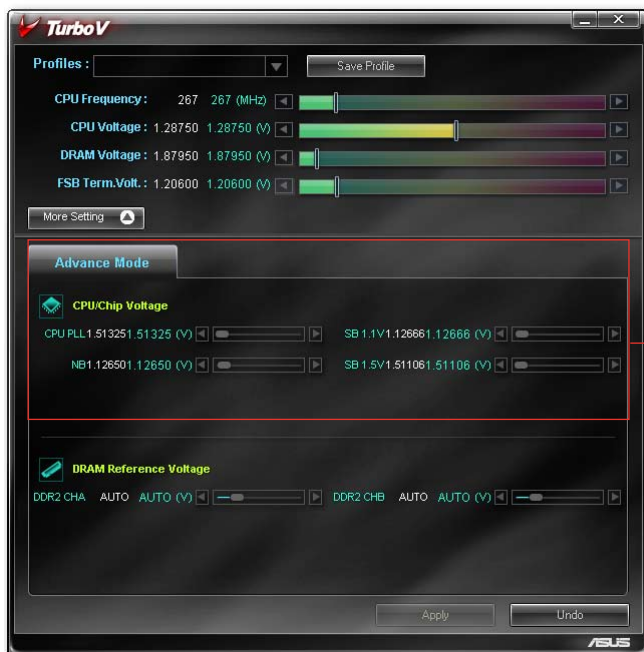 TurboV
Profiles : Save Profile
CPU Frequency : 267 267 (MHz)
CPU Voltage : 1.28750 1.28750 (V)
DRAM Voltage : 1.87950 1.87950 (V)
FSB Term.Volt. : 1.20600 1.20600 (V)
More Setting
Advance Mode
CPU/Chip Voltage
CPU PLL 1.51325 1.51325 (V) SB 1.1V 1.12666 1.12666 (V)
NB 1.12650 1.12650 (V) SB 1.5V 1.51106 1.51106 (V)
DRAM Reference Voltage
DDR2 CHA AUTO AUTO (V) DDR2 CHB AUTO AUTO (V)
Apply Undo
ASUS